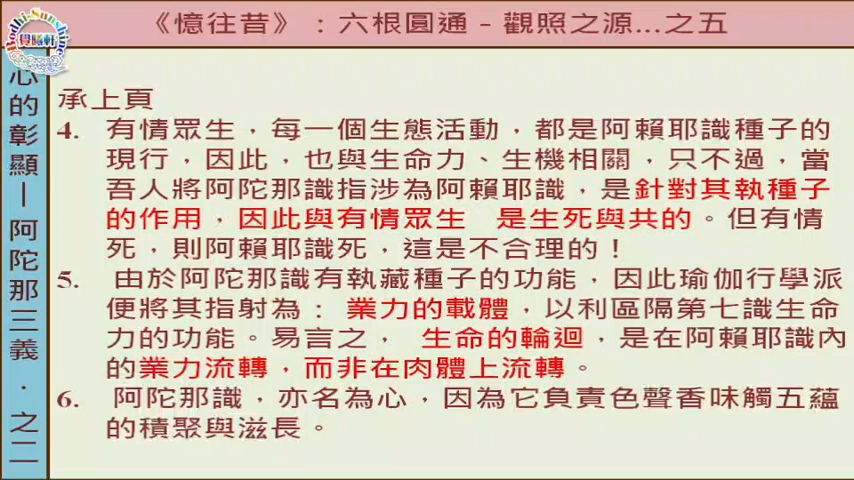 《憶往昔》：六根圓通－觀照之源...之五
Bodhi-Sunshine
覺曦軒
心的彰顯－阿陀那三義．之二
承上頁
4. 有情眾生，每一個生態活動，都是阿賴耶識種子的
現行，因此，也與生命力、生機相關，只不過，當
吾人將阿陀那識指涉為阿賴耶識，是針對其執種子
的作用，因此與有情眾生 是生死與共的。但有情
死，則阿賴耶識死，這是不合理的！
5. 由於阿陀那識有執藏種子的功能，因此瑜伽行學派
便將其指射為： 業力的載體，以利區隔第七識生命
力的功能。易言之， 生命的輪迴，是在阿賴耶識內
的業力流轉，而非在肉體上流轉。
6. 阿陀那識，亦名為心，因為它負責色聲香味觸五蘊
的積聚與滋長。